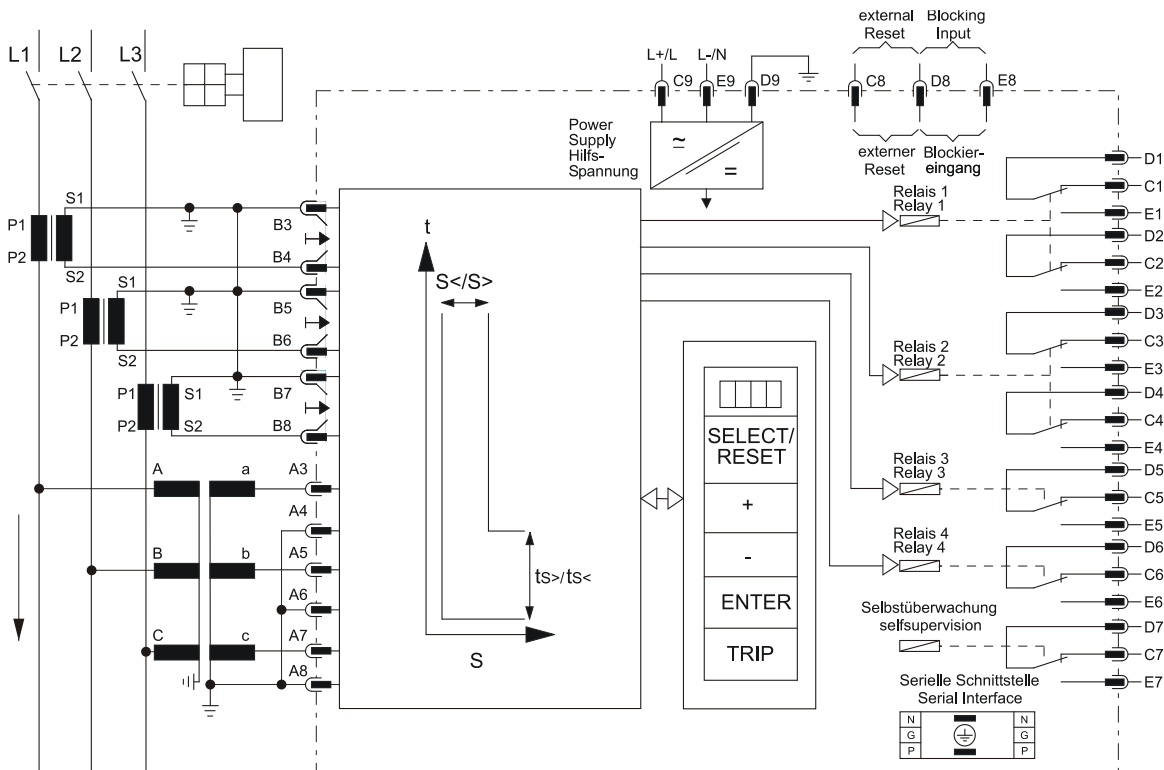 L1
L2
L3
external
Reset
Blocking
Input
L+/L
L-/N
C9
E9
D9
C8
D8
E8
Power
Supply
Hilfs-
Spannung
≂
=
externer
Reset
Blockier-
eingang
P1
P2
S1
S2
B3
B4
P1
P2
S1
S2
B5
B6
P1
P2
S1
S2
B7
B8
A
a
A3
A4
B
b
A5
A6
C
c
A7
A8
t
S</S>
tS>/tS<
S
SELECT/
RESET
+
-
ENTER
TRIP
Relais 1
Relay 1
Relais 2
Relay 2
Relais 3
Relay 3
Relais 4
Relay 4
Selbstüberwachung
selfsupervision
Serielle Schnittstelle
Serial Interface
N
G
P
N
G
P
D1
C1
E1
D2
C2
E2
D3
C3
E3
D4
C4
E4
D5
C5
E5
D6
C6
E6
D7
C7
E7